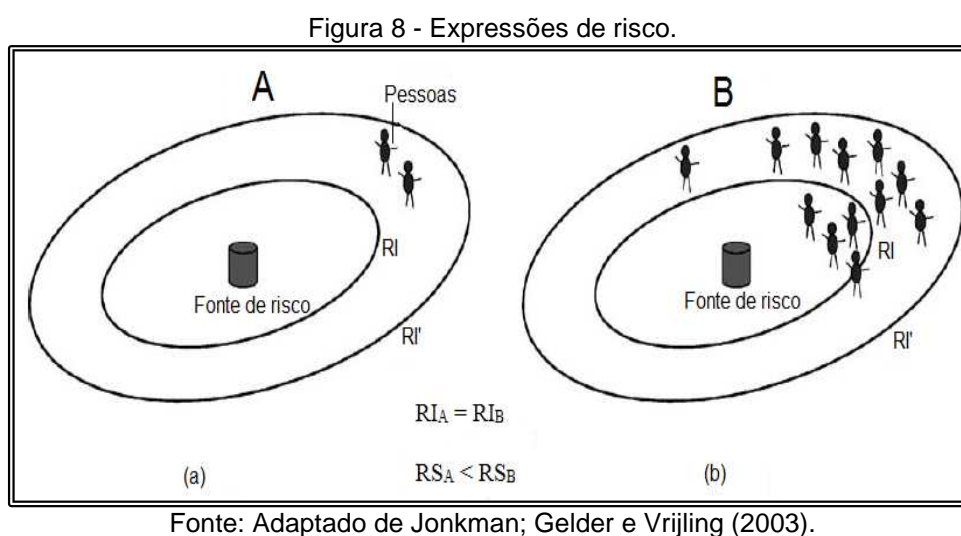 Figura 8 - Expressões de risco.
A
Pessoas
RI
Fonte de risco
RI'
(a)
B
RI
Fonte de risco
RI'
(b)
RIA = RIB
RSA < RSB
Fonte: Adaptado de Jonkman; Gelder e Vrijling (2003).